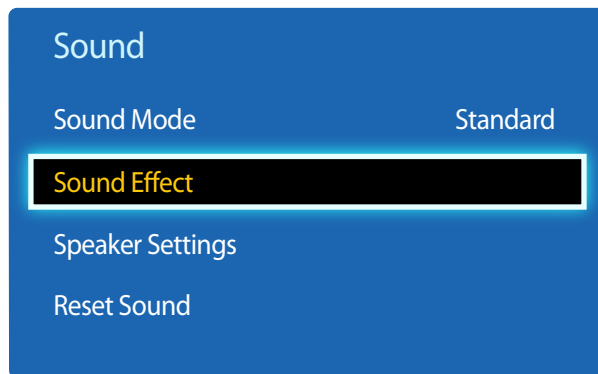 Sound
Sound Mode Standard
Sound Effect
Speaker Settings
Reset Sound